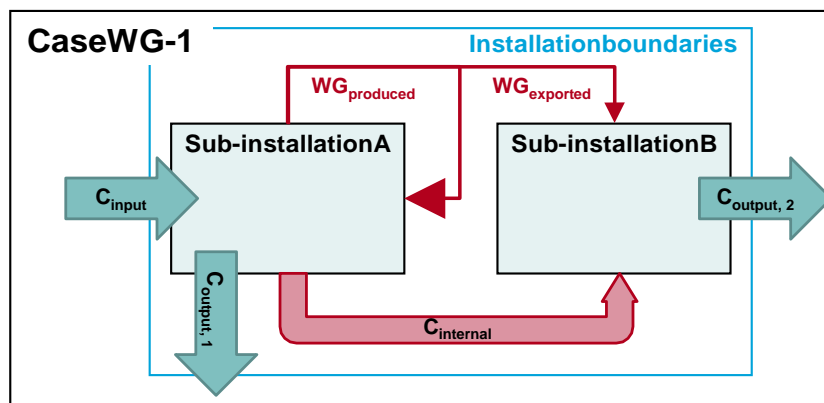 CaseWG-1
Installationboundaries
WGproduced
WGexported
Sub-installationA
Sub-installationB
Cinput
Coutput, 2
Coutput, 1
Cinternal